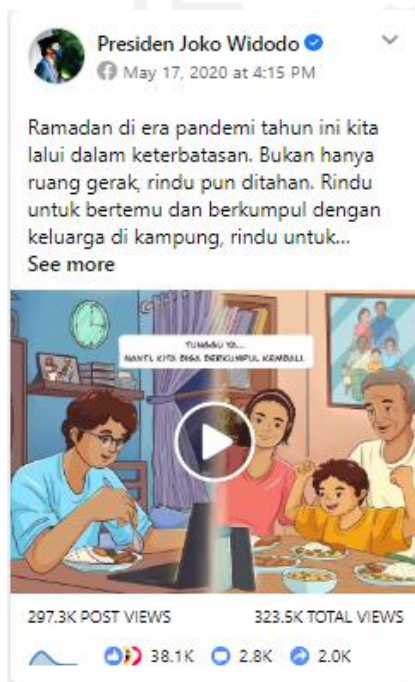 Presiden Joko Widodo
May 17, 2020 at 4:15 PM
Ramadan di era pandemi tahun ini kita
lalui dalam keterbatasan. Bukan hanya
ruang gerak, rindu pun ditahan. Rindu
untuk bertemu dan berkumpul dengan
keluarga di kampung, rindu untuk...
See more
TUNGGU YA...
NANTI, KITA BISA BERKUMPUL KEMBALI.
297.3K POST VIEWS 323.5K TOTAL VIEWS
38.1K 2.8K 2.0K